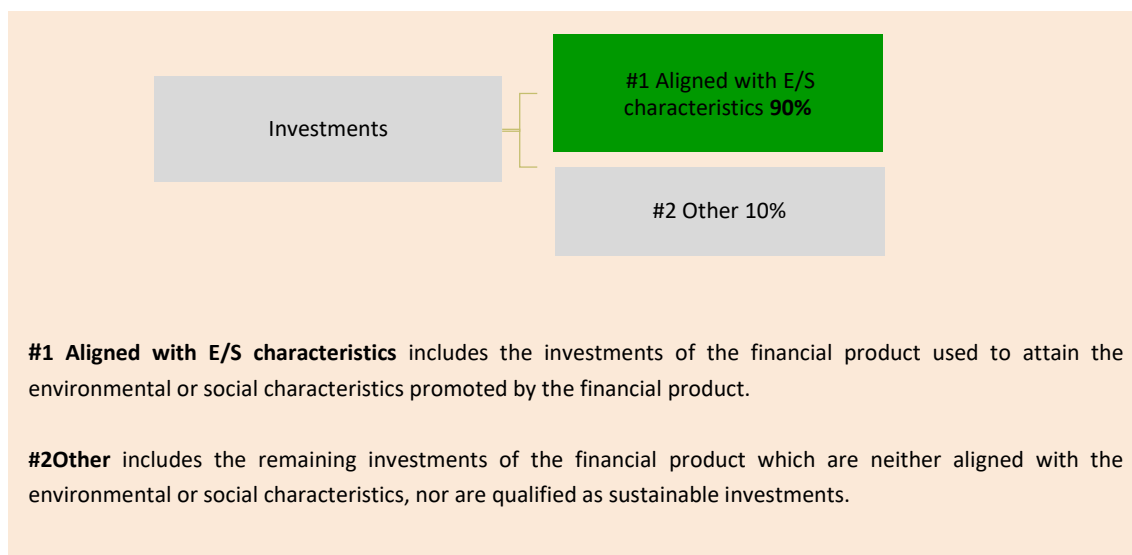 #1 Aligned with E/S
characteristics 90%
Investments
#2 Other 10%
#1 Aligned with E/S characteristics includes the investments of the financial product used to attain the
environmental or social characteristics promoted by the financial product.
#2Other includes the remaining investments of the financial product which are neither aligned with the
environmental or social characteristics, nor are qualified as sustainable investments.